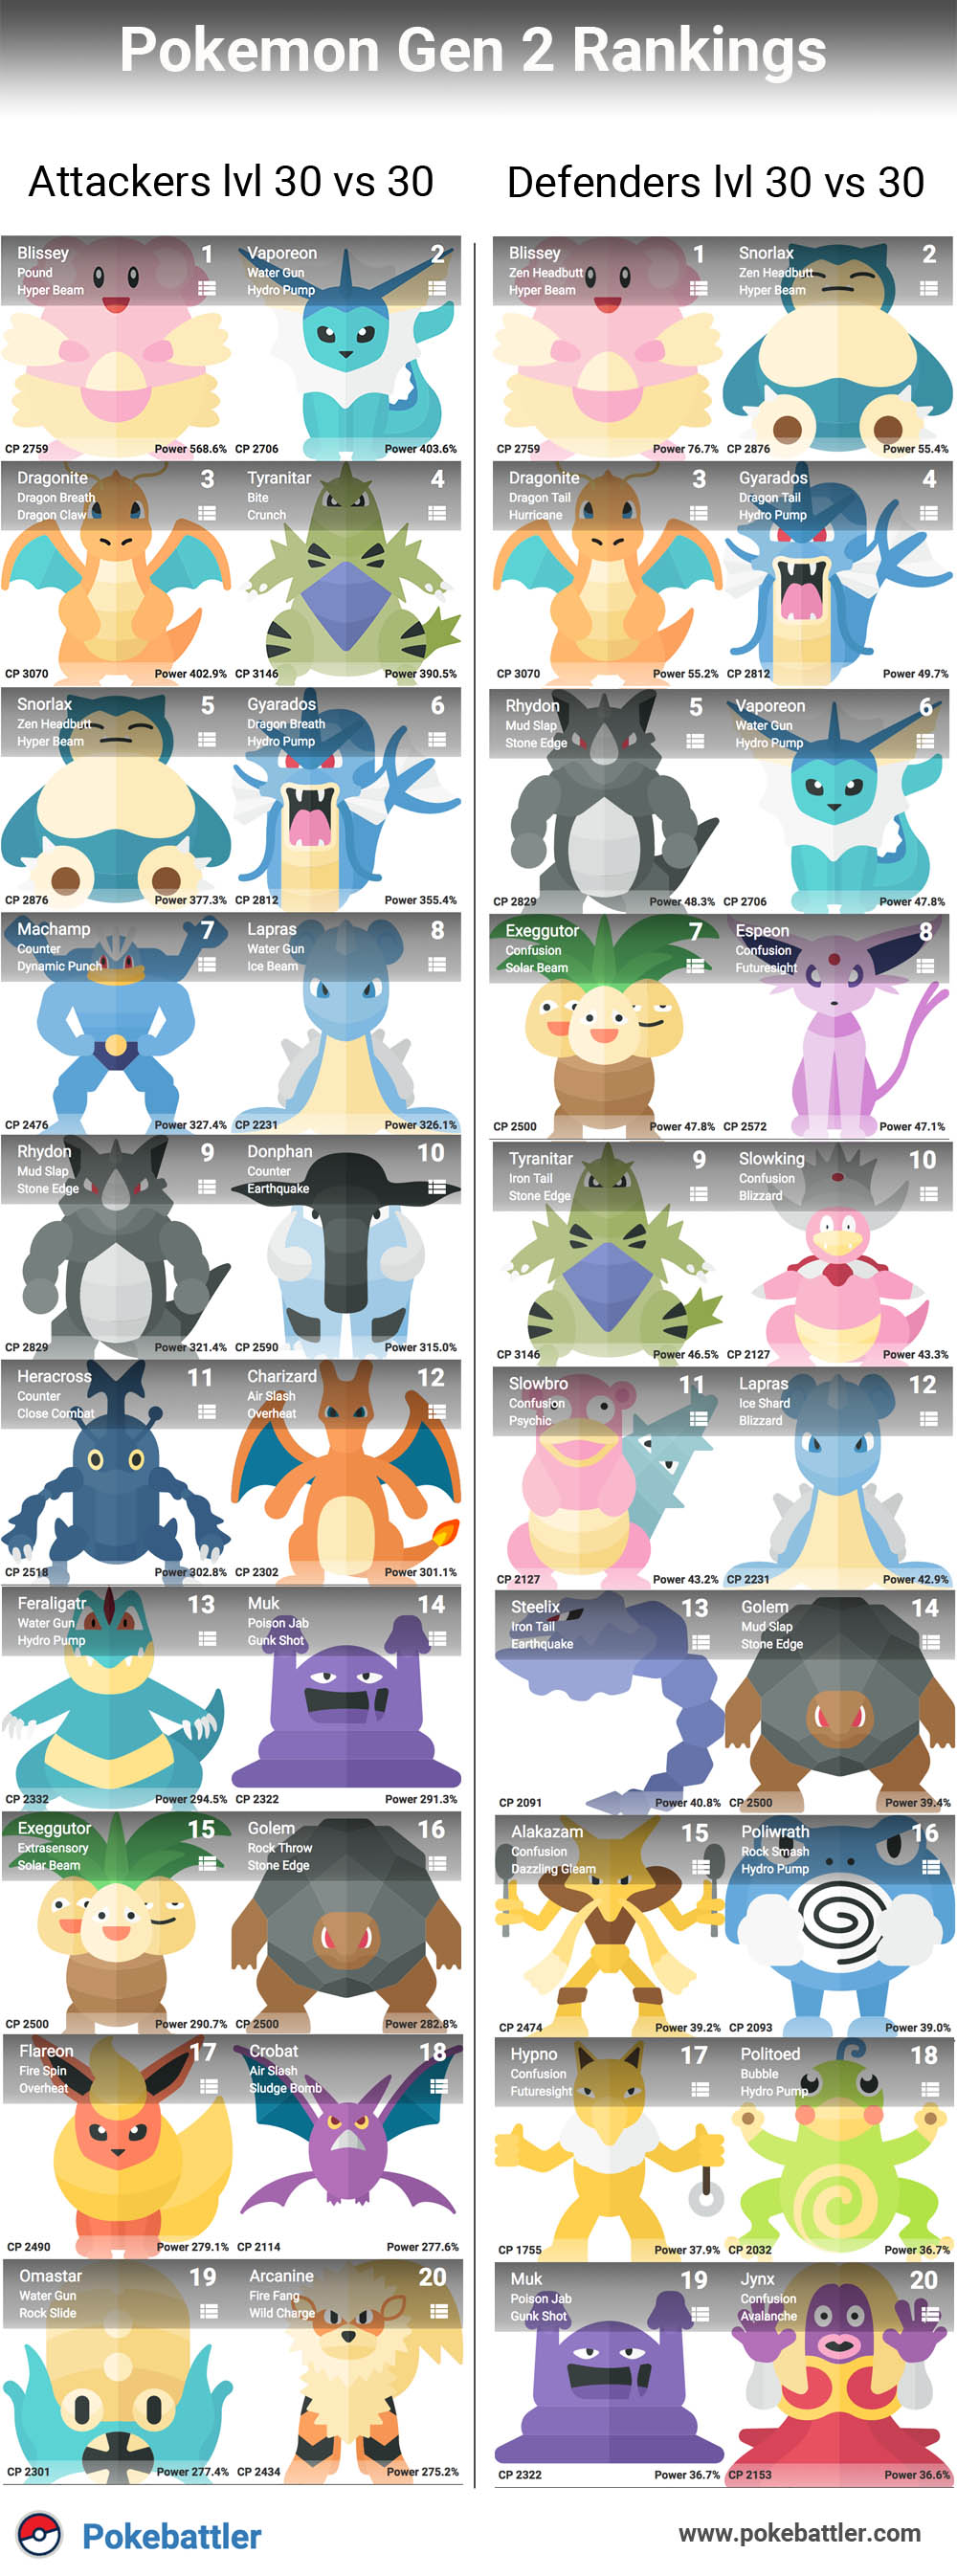 Pokemon Gen 2 Rankings
Attackers lvl 30 vs 30
Defenders lvl 30 vs 30
Blissey 1
Pound
Hyper Beam
CP 2759 Power 568.6%
Vaporeon 2
Water Gun
Hydro Pump
CP 2706 Power 403.6%
Dragonite 3
Dragon Breath
Dragon Claw
CP 3070 Power 402.9%
Tyranitar 4
Bite
Crunch
CP 3146 Power 390.5%
Snorlax 5
Zen Headbutt
Hyper Beam
CP 2876 Power 377.3%
Gyarados 6
Dragon Breath
Hydro Pump
CP 2812 Power 355.4%
Machamp 7
Counter
Dynamic Punch
CP 2476 Power 327.4%
Lapras 8
Water Gun
Ice Beam
CP 2231 Power 326.1%
Rhydon 9
Mud Slap
Stone Edge
CP 2829 Power 321.4%
Donphan 10
Counter
Earthquake
CP 2590 Power 315.0%
Heracross 11
Counter
Close Combat
CP 2518 Power 302.8%
Charizard 12
Air Slash
Overheat
CP 2302 Power 301.1%
Feraligatr 13
Water Gun
Hydro Pump
CP 2332 Power 294.5%
Muk 14
Poison Jab
Gunk Shot
CP 2322 Power 291.3%
Exeggutor 15
Extrasensory
Solar Beam
CP 2500 Power 290.7%
Golem 16
Rock Throw
Stone Edge
CP 2500 Power 282.8%
Flareon 17
Fire Spin
Overheat
CP 2490 Power 279.1%
Crobat 18
Air Slash
Sludge Bomb
CP 2114 Power 277.6%
Omastar 19
Water Gun
Rock Slide
CP 2301 Power 277.4%
Arcanine 20
Fire Fang
Wild Charge
CP 2434 Power 275.2%
Blissey 1
Zen Headbutt
Hyper Beam
CP 2759 Power 76.7%
Snorlax 2
Zen Headbutt
Hyper Beam
CP 2876 Power 55.4%
Dragonite 3
Dragon Tail
Hurricane
CP 3070 Power 55.2%
Gyarados 4
Dragon Tail
Hydro Pump
CP 2812 Power 49.7%
Rhydon 5
Mud Slap
Stone Edge
CP 2829 Power 48.3%
Vaporeon 6
Water Gun
Hydro Pump
CP 2706 Power 47.8%
Exeggutor 7
Confusion
Solar Beam
CP 2500 Power 47.8%
Espeon 8
Confusion
Futuresight
CP 2572 Power 47.1%
Tyranitar 9
Iron Tail
Stone Edge
CP 3146 Power 46.5%
Slowking 10
Confusion
Blizzard
CP 2127 Power 43.3%
Slowbro 11
Confusion
Psychic
CP 2127 Power 43.2%
Lapras 12
Ice Shard
Blizzard
CP 2231 Power 42.9%
Steelix 13
Iron Tail
Earthquake
CP 2091 Power 40.8%
Golem 14
Mud Slap
Stone Edge
CP 2500 Power 39.4%
Alakazam 15
Confusion
Dazzling Gleam
CP 2474 Power 39.2%
Poliwrath 16
Rock Smash
Hydro Pump
CP 2093 Power 39.0%
Hypno 17
Confusion
Futuresight
CP 1755 Power 37.9%
Politoed 18
Bubble
Hydro Pump
CP 2032 Power 36.7%
Muk 19
Poison Jab
Gunk Shot
CP 2322 Power 36.7%
Jynx 20
Confusion
Avalanche
CP 2153 Power 36.6%
Pokebattler
www.pokebattler.com